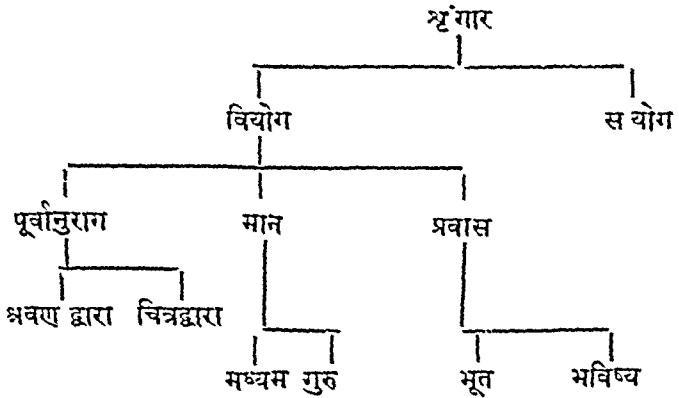 शृंगार
वियोग स योग
पूर्वानुराग मान प्रवास
श्रवण द्वारा चित्रद्वारा
मध्यम गुरु भूत भविष्य